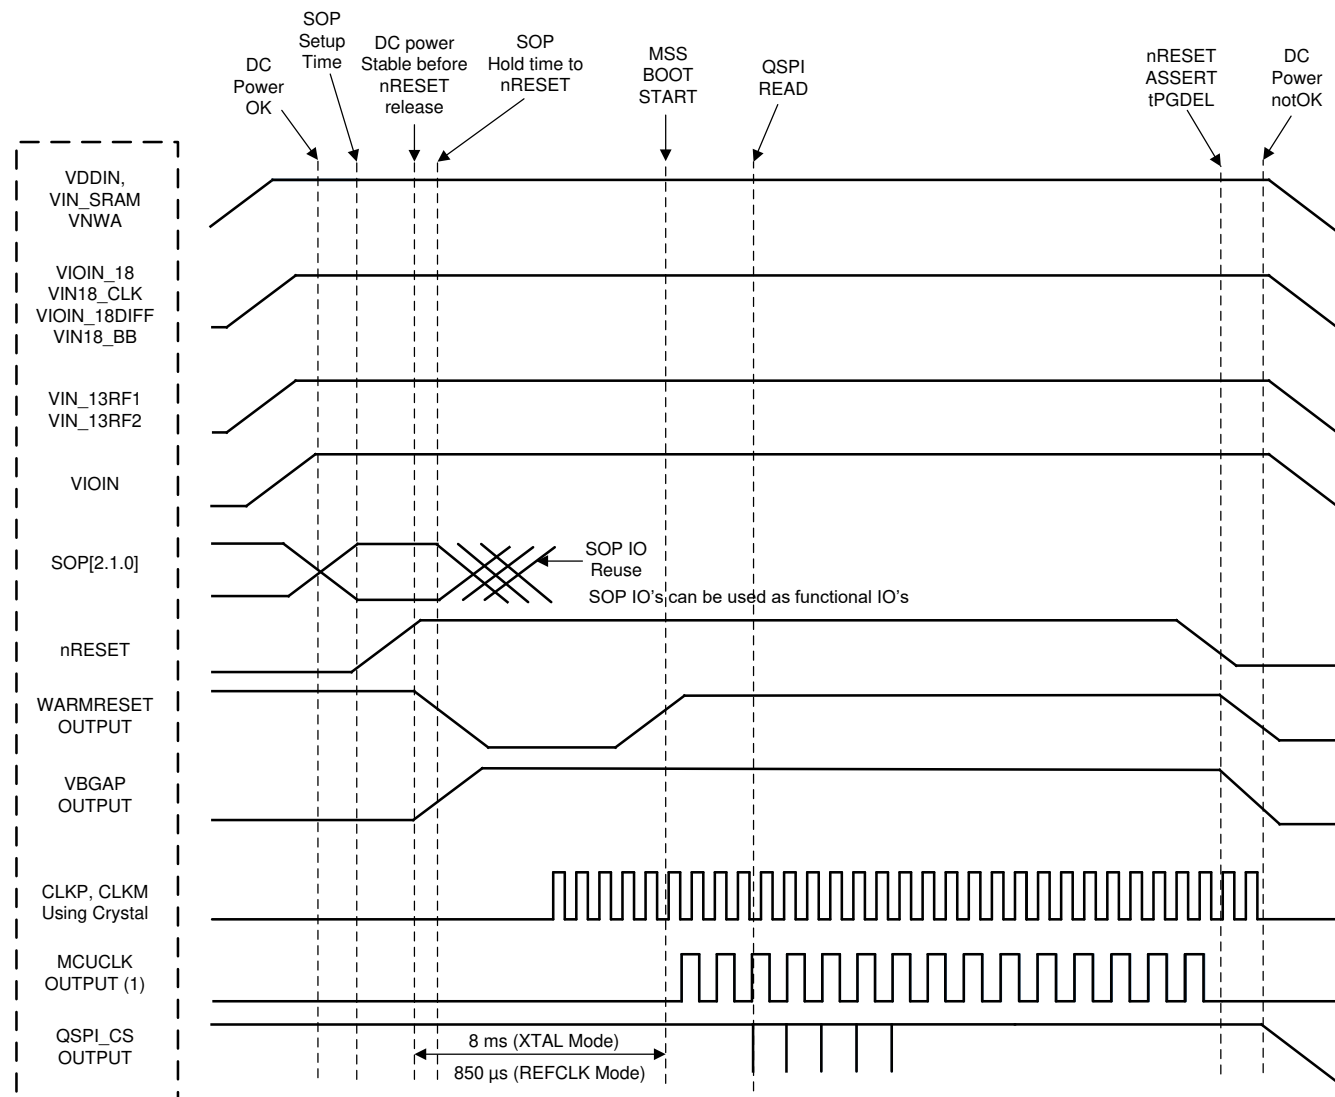 DC
Power
OK
SOP
Setup
Time
DC power
Stable before
nRESET
release
SOP
Hold time to
nRESET
MSS
BOOT
START
QSPI
READ
nRESET
ASSERT
tPGDEL
DC
Power
notOK
VDDIN,
VIN_SRAM
VNWA
VIOIN_18
VIN18_CLK
VIOIN_18DIFF
VIN18_BB
VIN_13RF1
VIN_13RF2
VIOIN
SOP[2.1.0]
SOP IO
Reuse
SOP IO's can be used as functional IO's
nRESET
WARMRESET
OUTPUT
VBGAP
OUTPUT
CLKP, CLKM
Using Crystal
MCUCLK
OUTPUT (1)
QSPI_CS
OUTPUT
8 ms (XTAL Mode)
850 µs (REFCLK Mode)